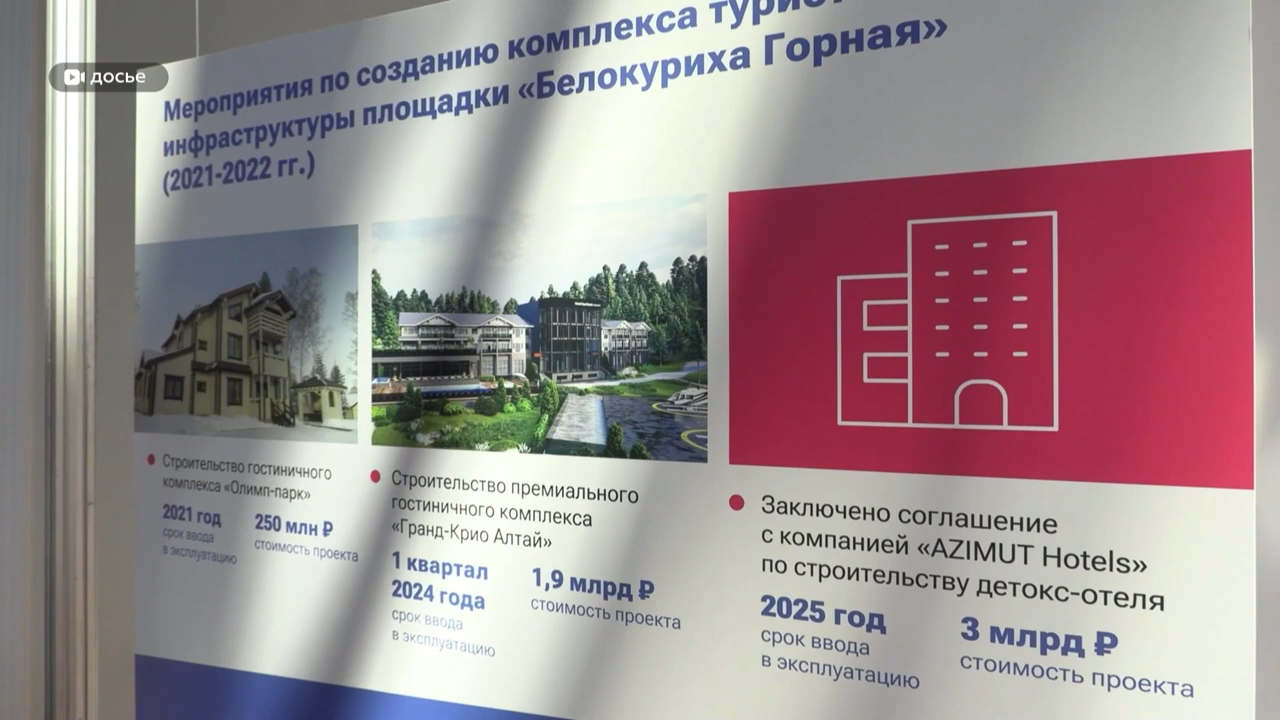 досье
Мероприятия по созданию комплекса
инфраструктуры площадки «Белокуриха Горная»
(2021-2022 гг.)
Строительство гостиничного
комплекса «Олимп-парк»
2021 год
срок ввода
в эксплуатацию
250 млн ₽
стоимость проекта
Строительство премиального
гостиничного комплекса
«Гранд-Крио Алтай»
1 квартал
2024 года
срок ввода
в эксплуатацию
1,9 млрд ₽
стоимость проекта
Заключено соглашение
с компанией «AZIMUT Hotels»
по строительству детокс-отеля
2025 год
срок ввода
в эксплуатацию
3 млрд ₽
стоимость проекта